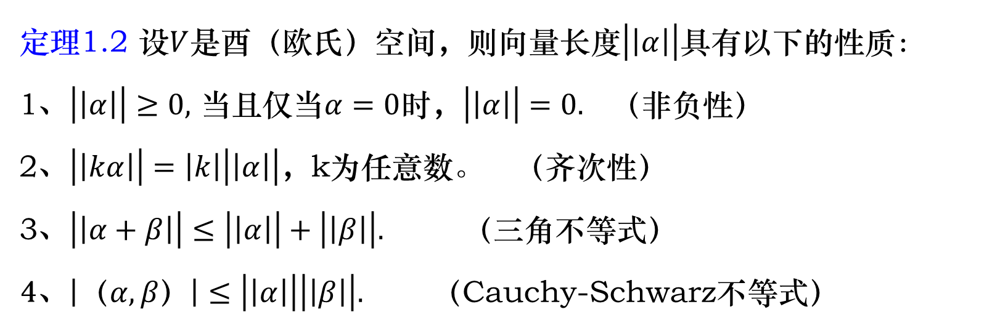 定理1.2 设V是酉（欧氏）空间，则向量长度||α||具有以下的性质：
1、||α|| ≥ 0, 当且仅当α = 0时，||α|| = 0. （非负性）
2、||kα|| = |k|||α||，k为任意数。 （齐次性）
3、||α + β|| ≤ ||α|| + ||β||. （三角不等式）
4、|（α, β）| ≤ ||α||||β||. （Cauchy-Schwarz不等式）